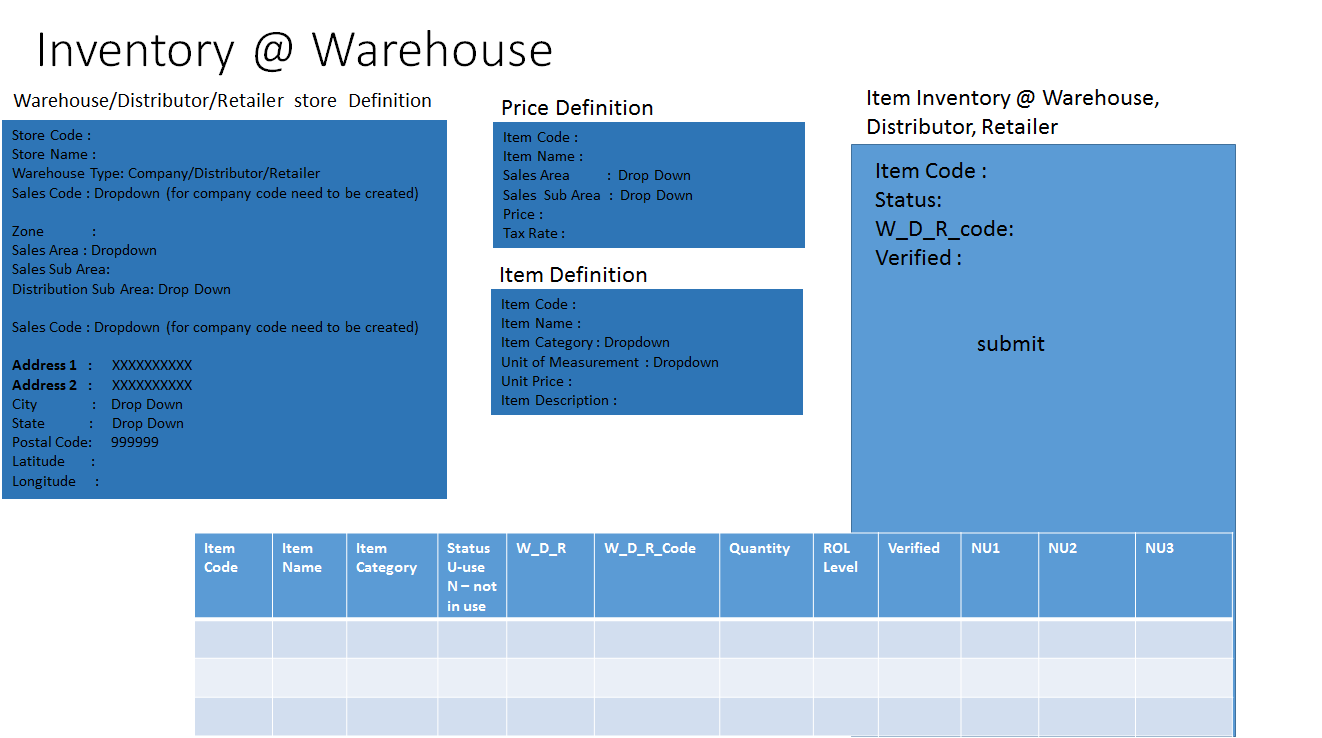 Inventory @ Warehouse
Warehouse/Distributor/Retailer store Definition
Store Code :
Store Name :
Warehouse Type: Company/Distributor/Retailer
Sales Code : Dropdown (for company code need to be created)
Zone :
Sales Area : Dropdown
Sales Sub Area:
Distribution Sub Area: Drop Down
Sales Code : Dropdown (for company code need to be created)
Address 1 : XXXXXXXXXX
Address 2 : XXXXXXXXXX
City : Drop Down
State : Drop Down
Postal Code: 999999
Latitude :
Longitude :
Price Definition
Item Code :
Item Name :
Sales Area : Drop Down
Sales Sub Area : Drop Down
Price :
Tax Rate :
Item Definition
Item Code :
Item Name :
Item Category : Dropdown
Unit of Measurement : Dropdown
Unit Price :
Item Description :
Item Inventory @ Warehouse,
Distributor, Retailer
Item Code :
Status:
W_D_R_code:
Verified :
submit
Item Code
Item Name
Item Category
Status U-use N – not in use
W_D_R
W_D_R_Code
Quantity
ROL Level
Verified
NU1
NU2
NU3